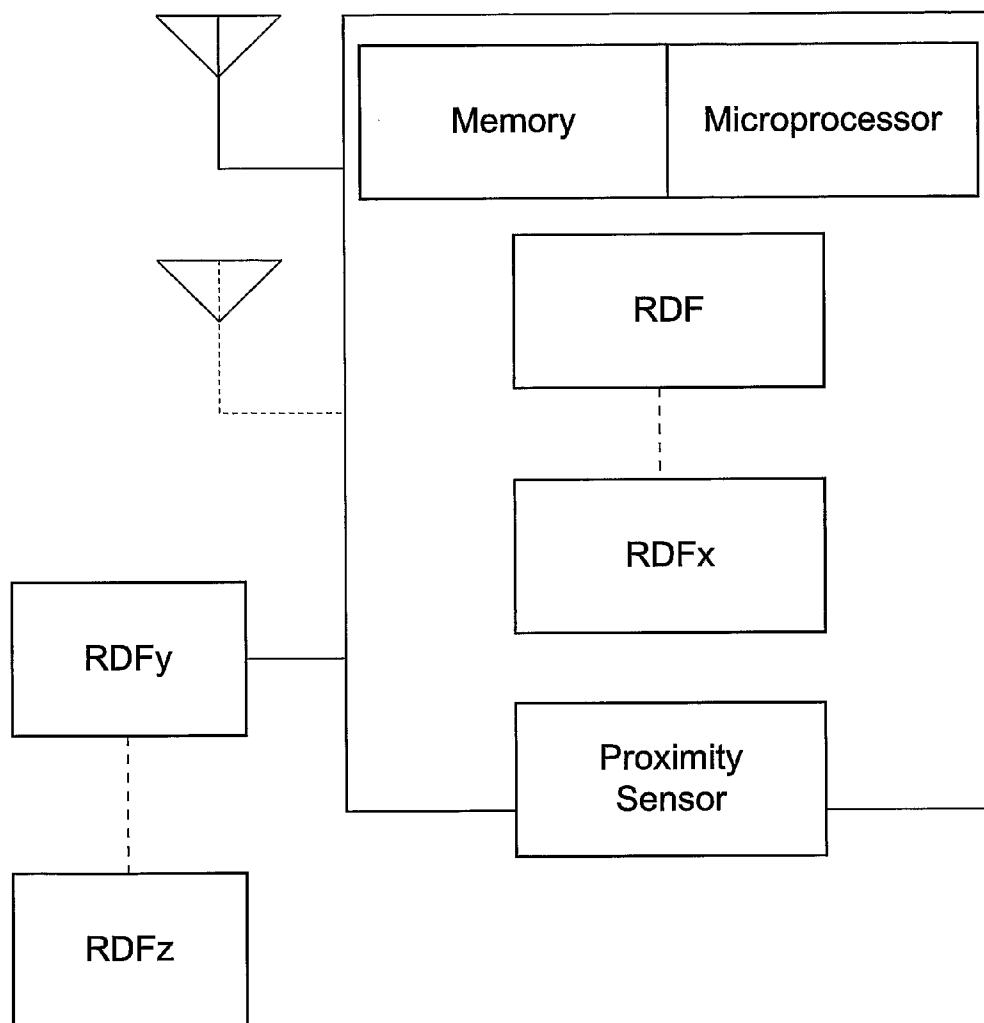 Memory
Microprocessor
RDF
RDFx
RDFy
Proximity
Sensor
RDFz